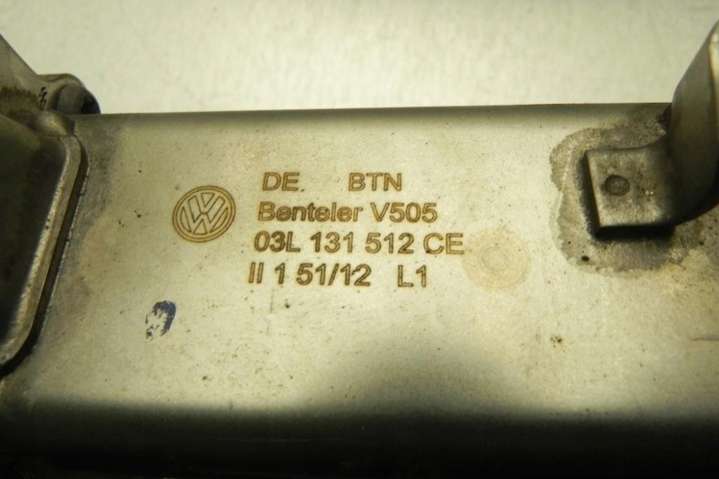 DE. BTN
Benteler V505
03L 131 512 CE
II 1 51/12 L1